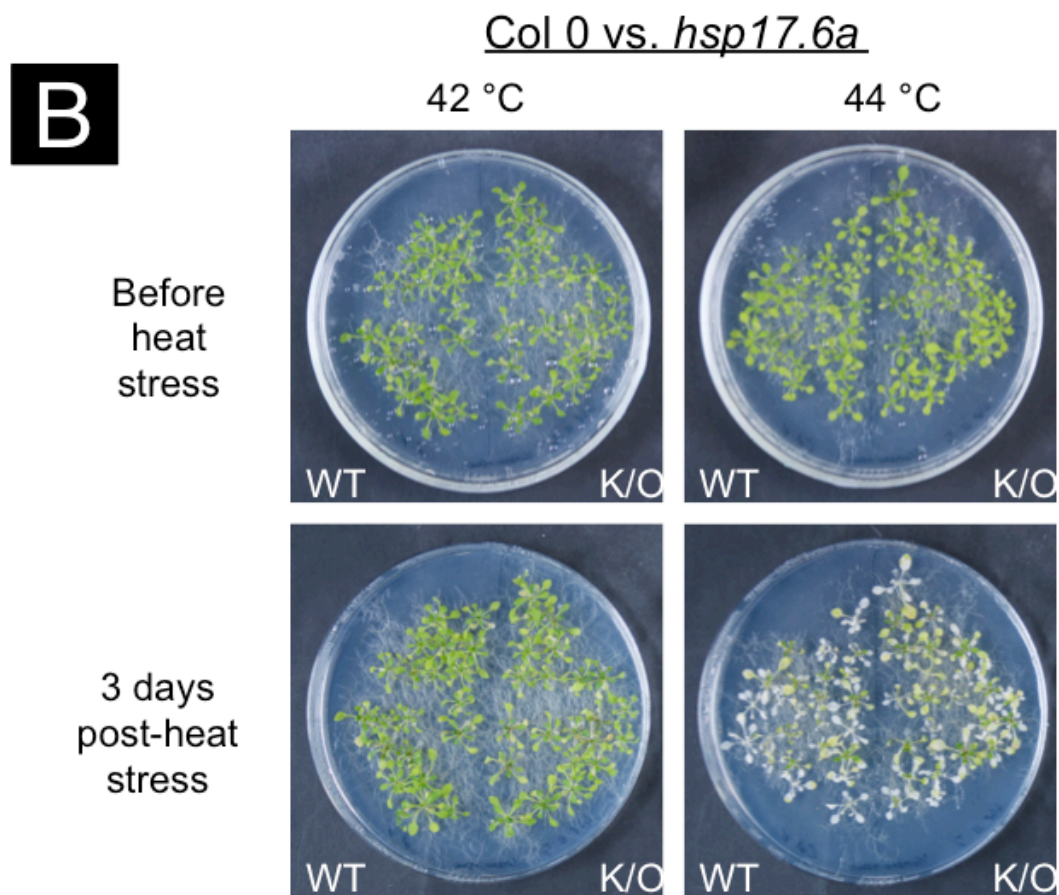 Col 0 vs. hsp17.6a
B
42 °C
44 °C
Before
heat
stress
WT
K/O
WT
K/O
3 days
post-heat
stress
WT
K/O
WT
K/O